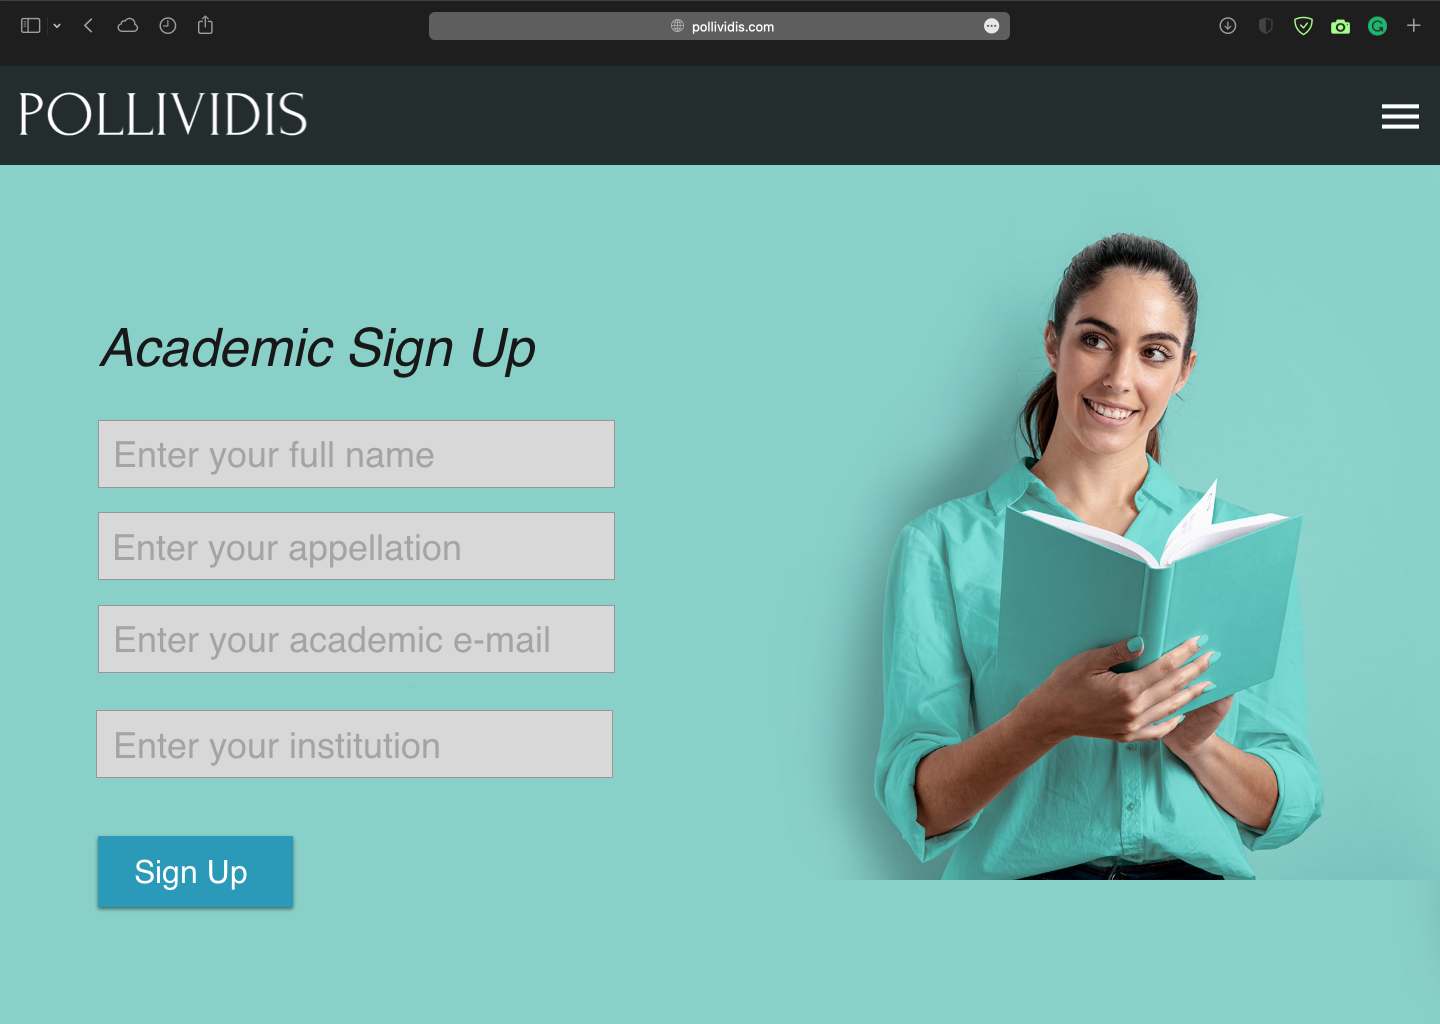 pollividis.com
POLLIVIDIS
Academic Sign Up
Enter your full name
Enter your appellation
Enter your academic e-mail
Enter your institution
Sign Up